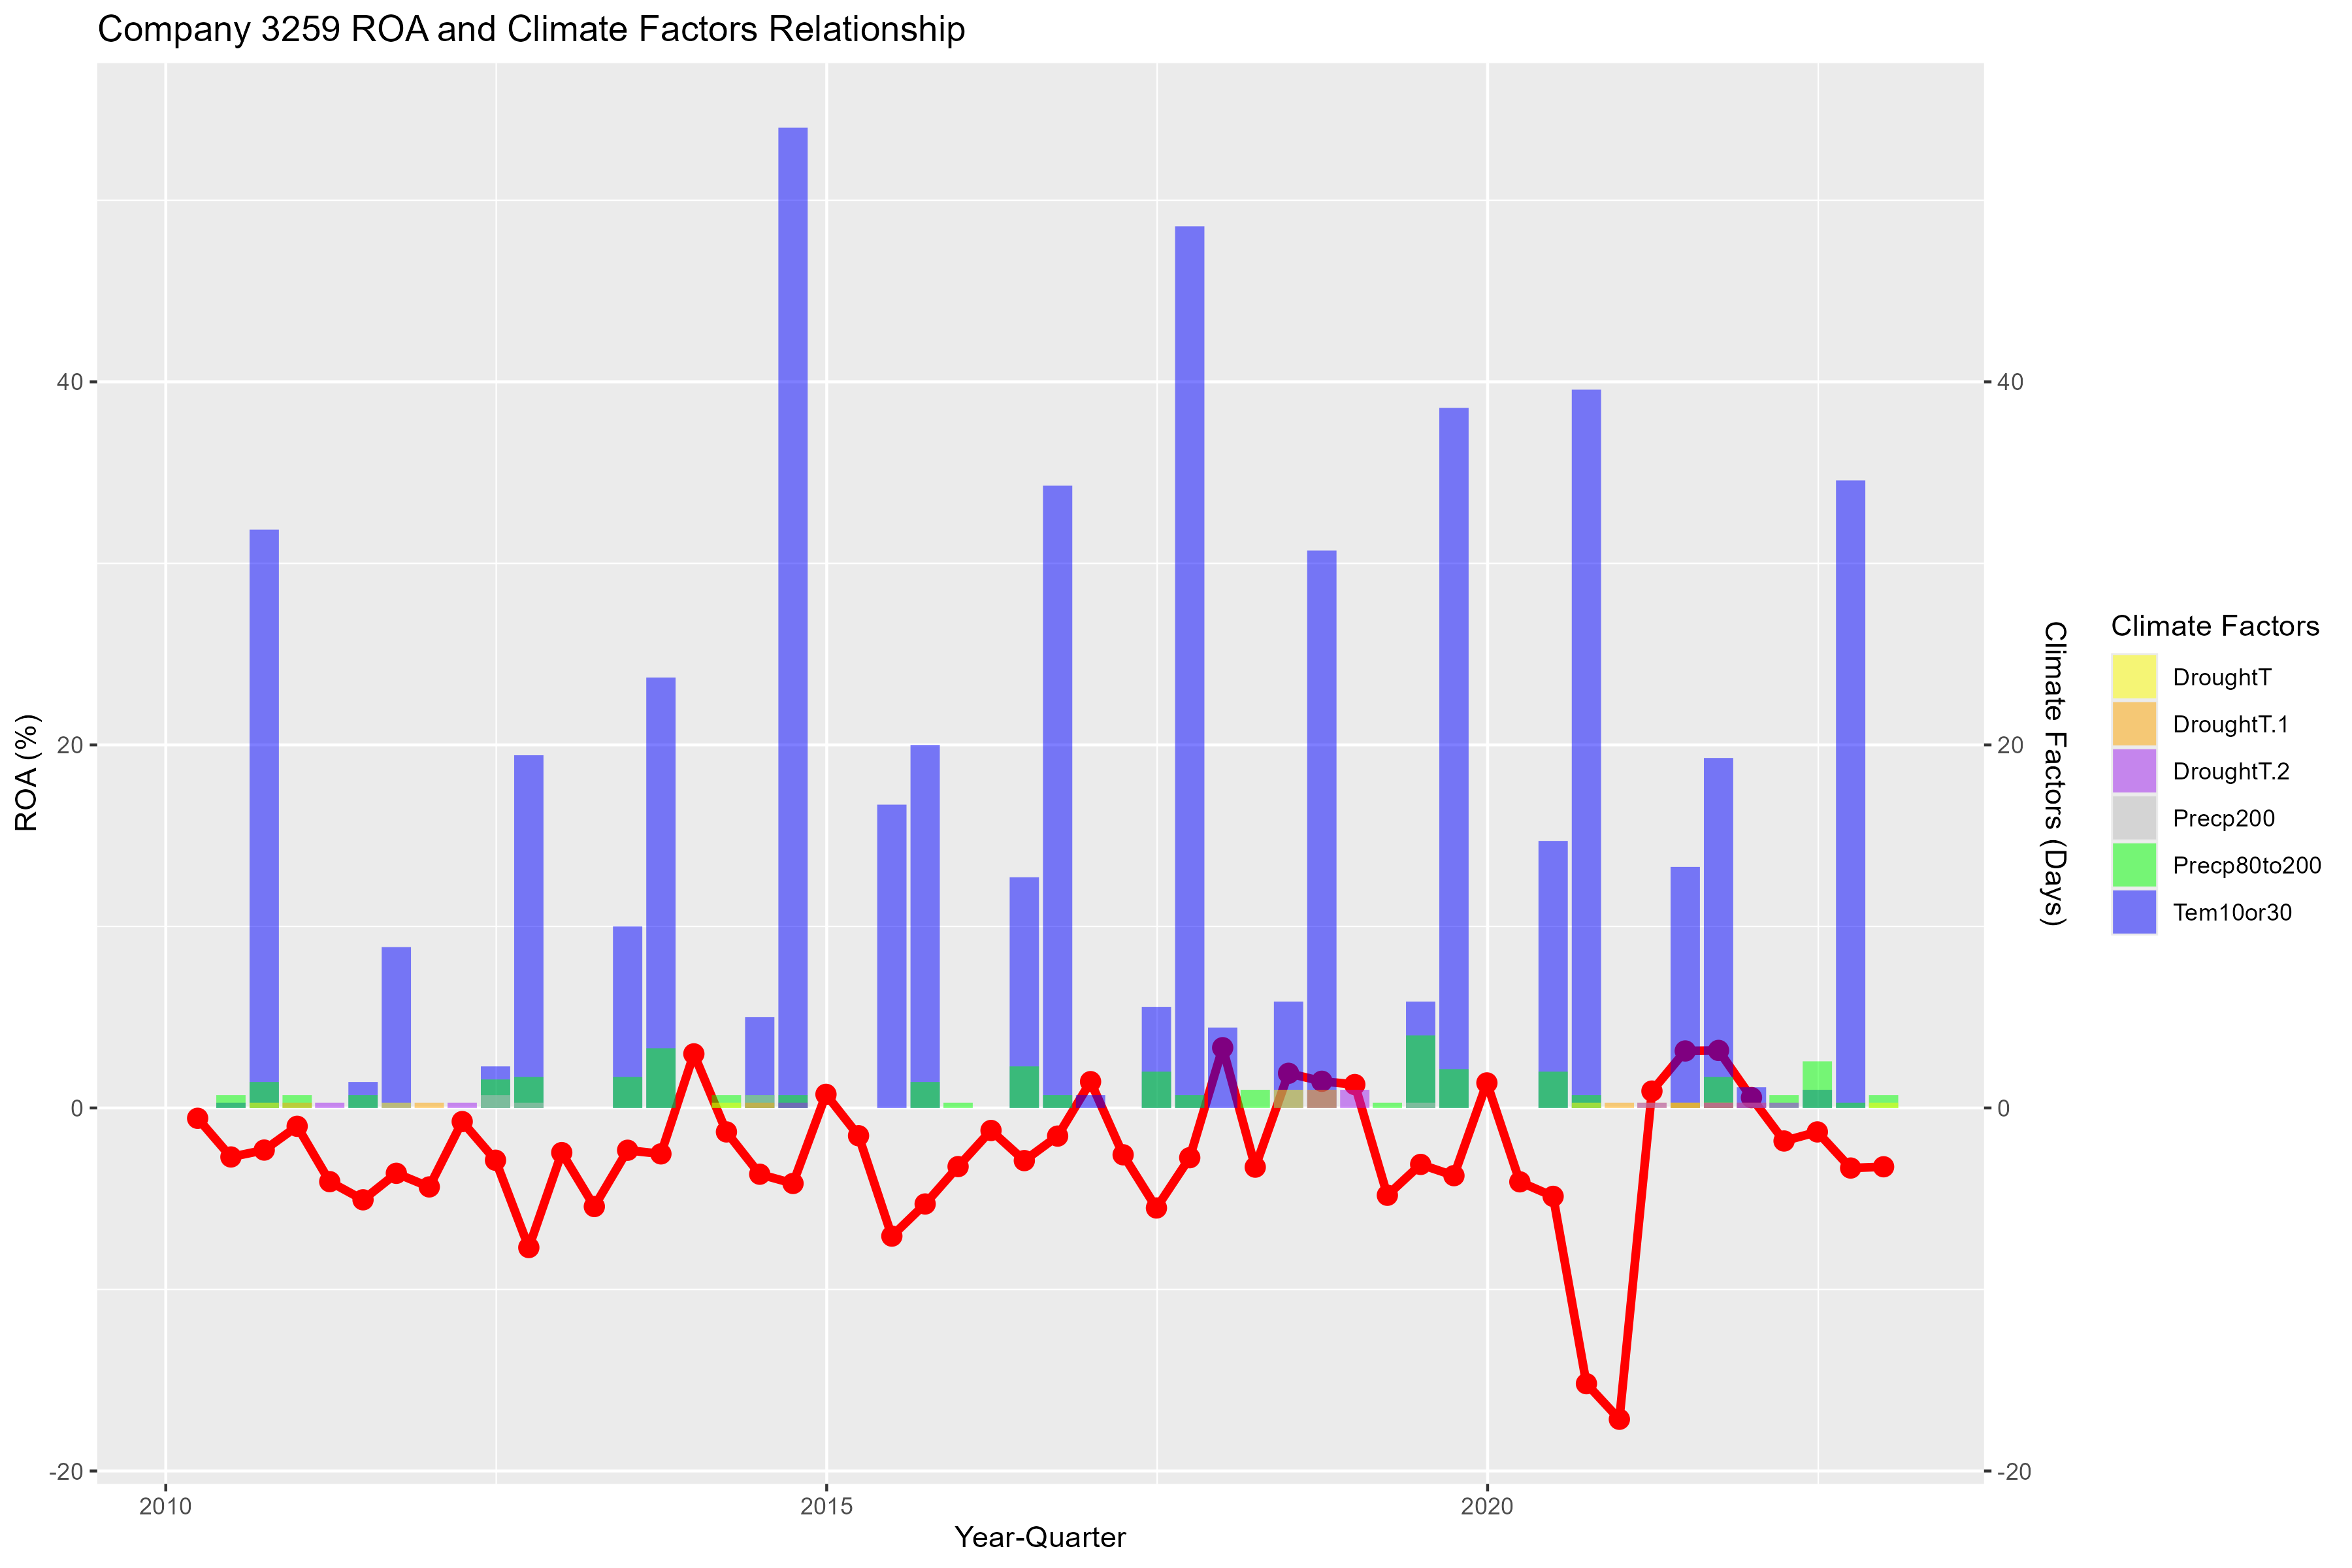 Company 3259 ROA and Climate Factors Relationship
ROA (%)
40
20
0
-20
2010
2015
2020
Year-Quarter
40
20
0
-20
Climate Factors (Days)
Climate Factors
DroughtT
DroughtT.1
DroughtT.2
Precp200
Precp80to200
Tem10or30